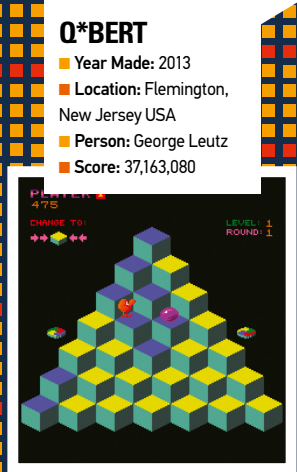 Q*BERT
Year Made: 2013
Location: Flemington,
New Jersey USA
Person: George Leutz
Score: 37,163,080
PLAYER 1
475
CHANGE TO:
LEVEL: 1
ROUND: 1